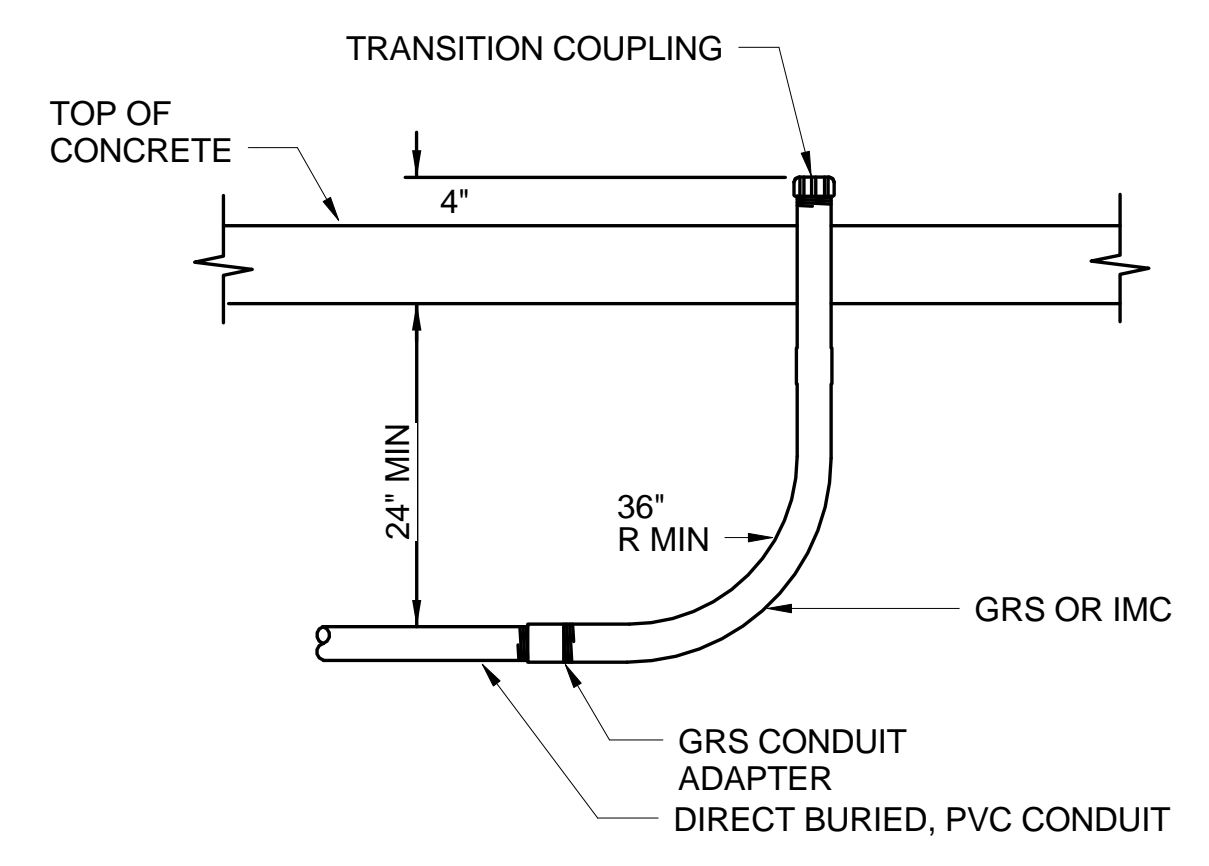 TRANSITION COUPLING
TOP OF
CONCRETE
4"
24" MIN
36"
R MIN
GRS OR IMC
GRS CONDUIT
ADAPTER
DIRECT BURIED, PVC CONDUIT